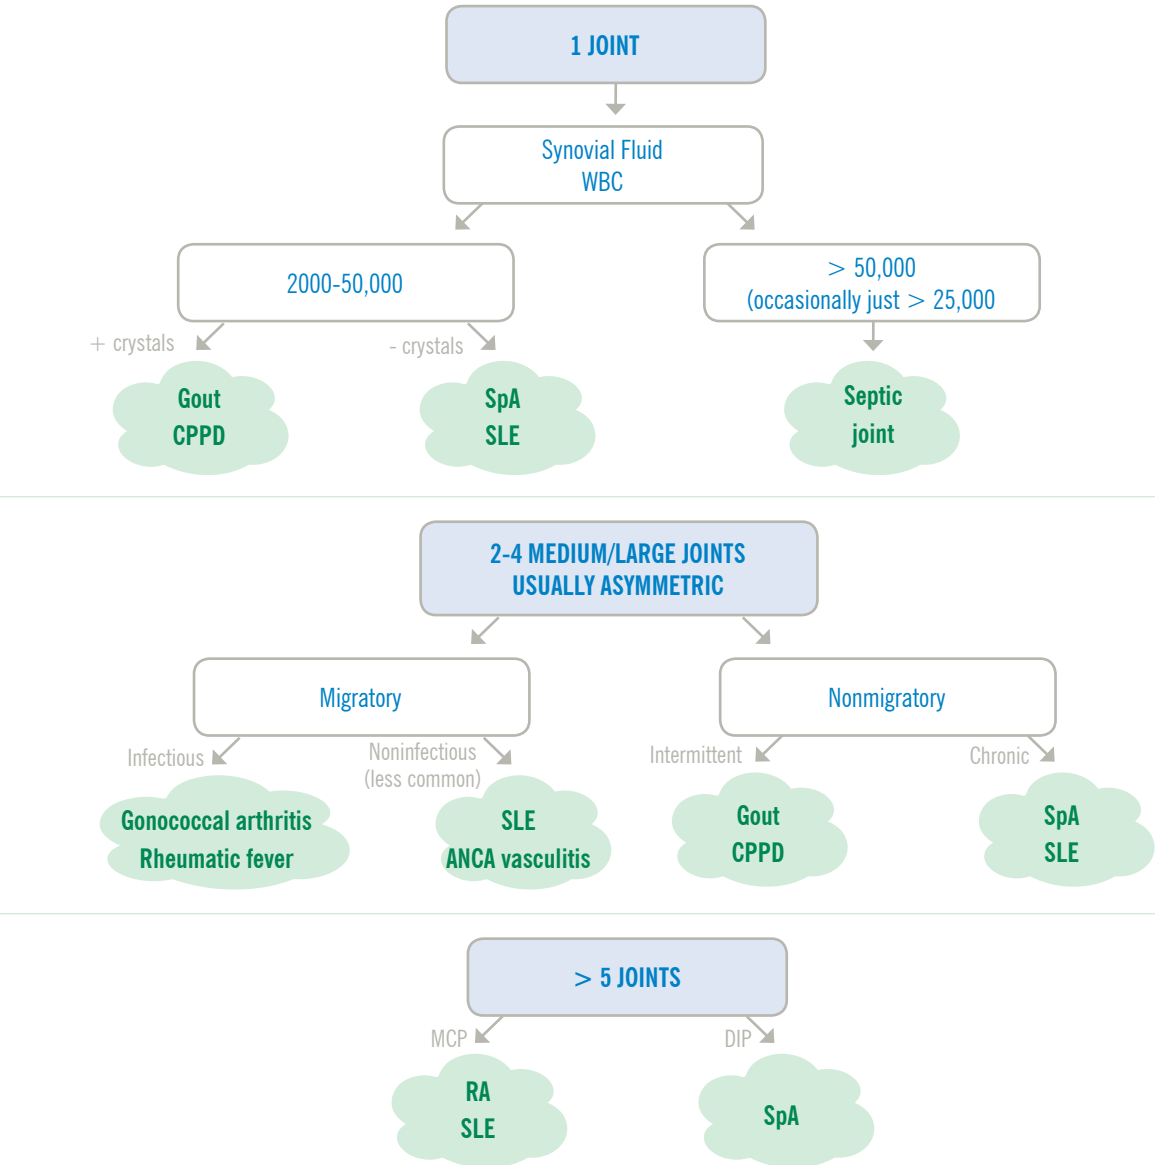 1 JOINT
Synovial Fluid
WBC
2000-50,000
> 50,000
(occasionally just > 25,000
+ crystals
- crystals
Gout
CPPD
SpA
SLE
Septic
joint
2-4 MEDIUM/LARGE JOINTS
USUALLY ASYMMETRIC
Migratory
Nonmigratory
Infectious
Noninfectious
(less common)
Intermittent
Chronic
Gonococcal arthritis
Rheumatic fever
SLE
ANCA vasculitis
Gout
CPPD
SpA
SLE
> 5 JOINTS
MCP
DIP
RA
SLE
SpA